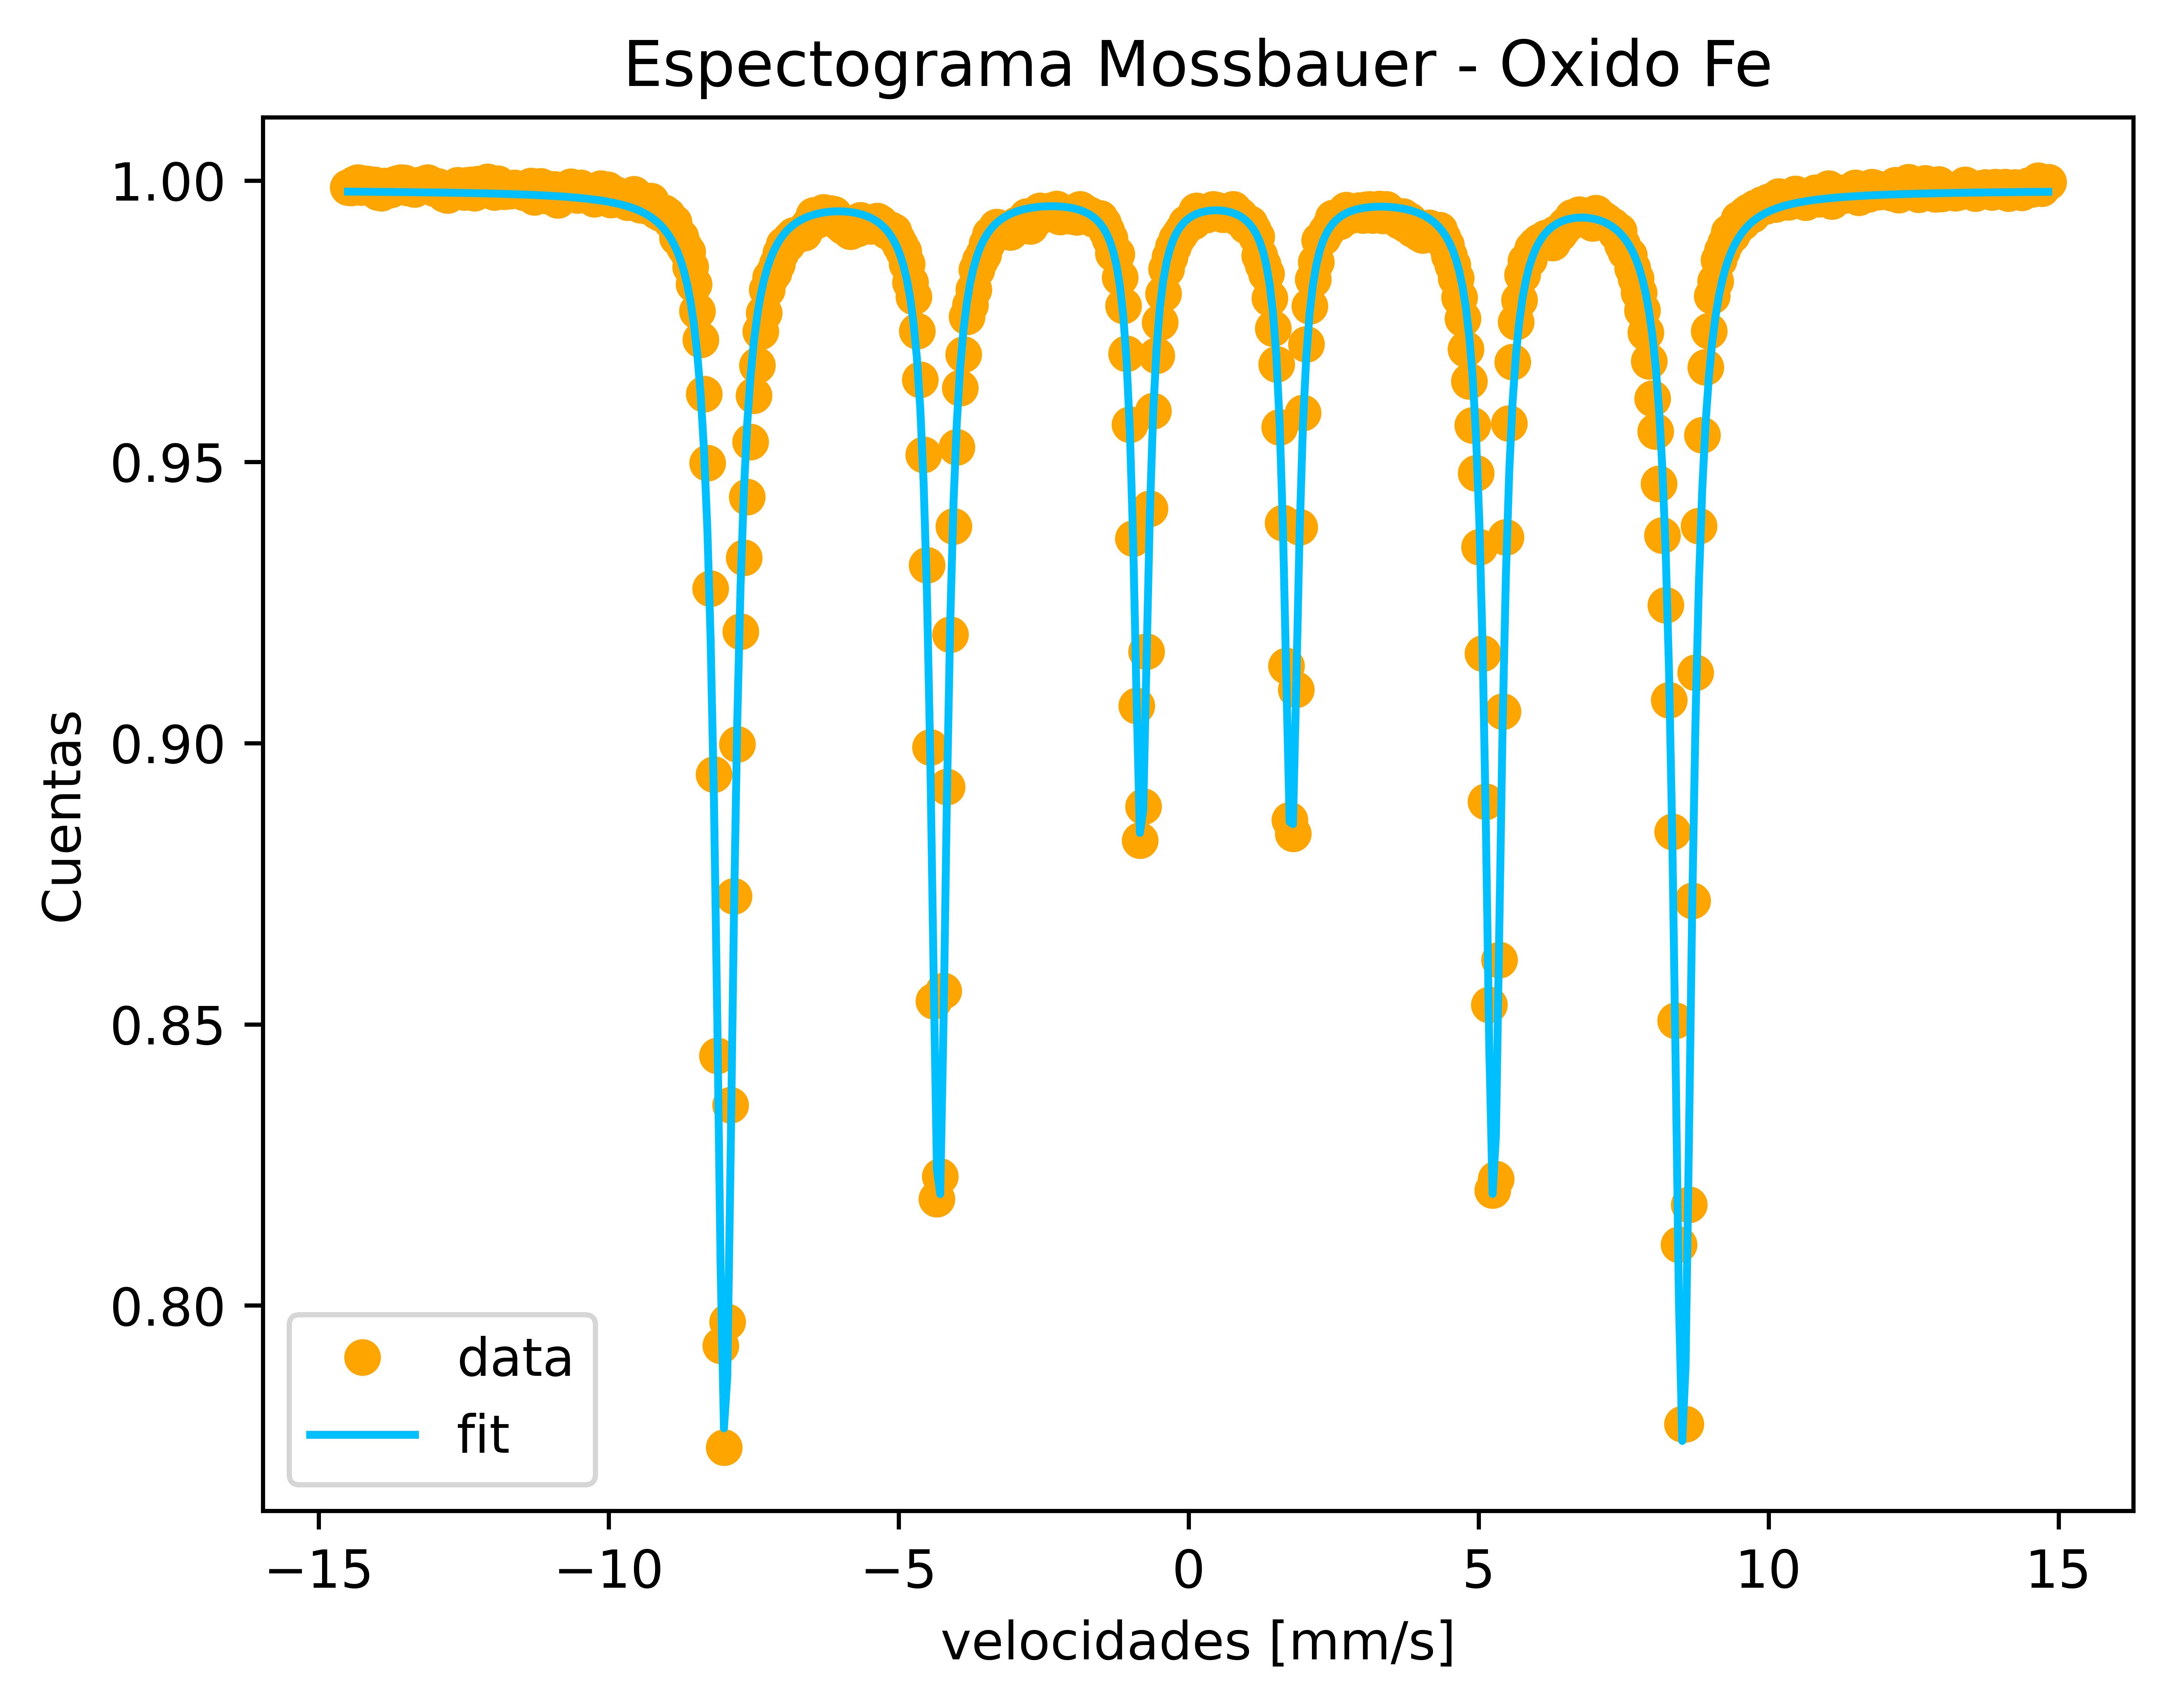 Espectograma Mossbauer - Oxido Fe
1.00
0.95
0.90
0.85
0.80
Cuentas
data
fit
−15
−10
−5
0
5
10
15
velocidades [mm/s]